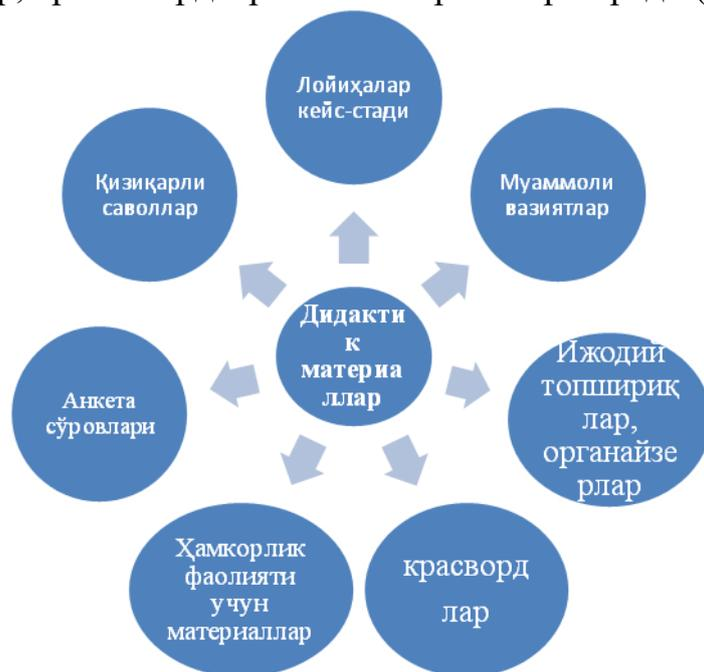 Лойиҳалар
кейс-стади
Муаммоли
вазиятлар
Ижодий
топшириқ
лар,
органайзе
рлар
красворд
лар
Ҳамкорлик
фаолияти
учун
материаллар
Анкета
сўровлари
Қизиқарли
саволлар
Дидакти
к
материа
ллар